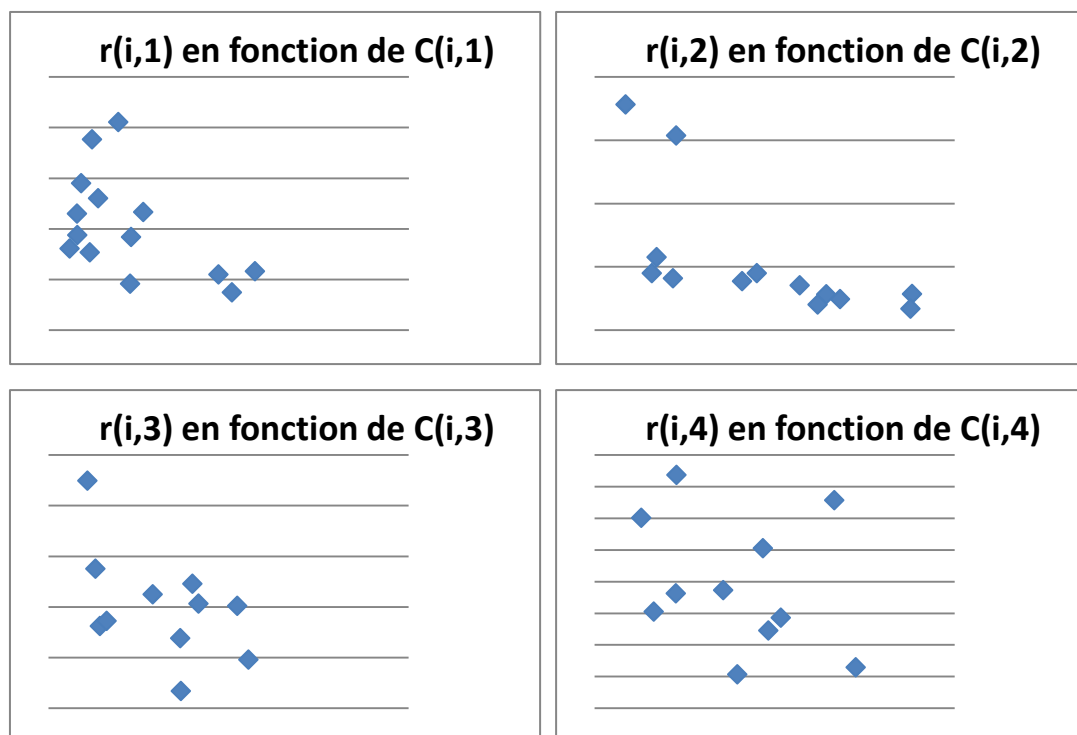 r(i,1) en fonction de C(i,1)
r(i,2) en fonction de C(i,2)
r(i,3) en fonction de C(i,3)
r(i,4) en fonction de C(i,4)